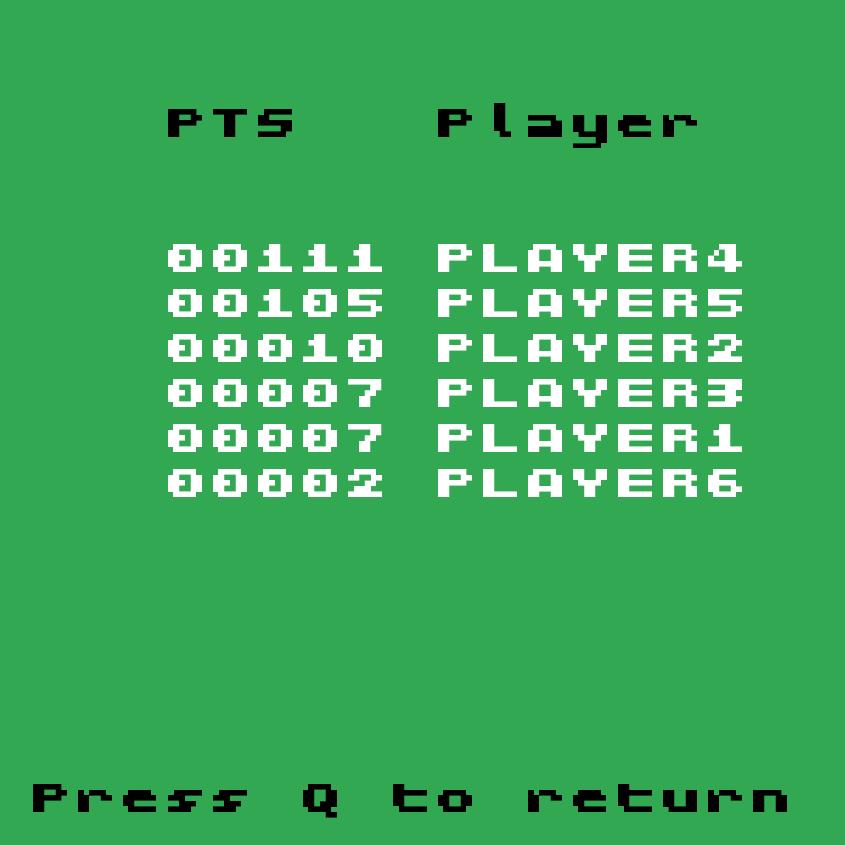 PTS Player
00111 PLAYER4
00105 PLAYER5
00010 PLAYER2
00007 PLAYER3
00007 PLAYER1
00002 PLAYER6
Press Q to return